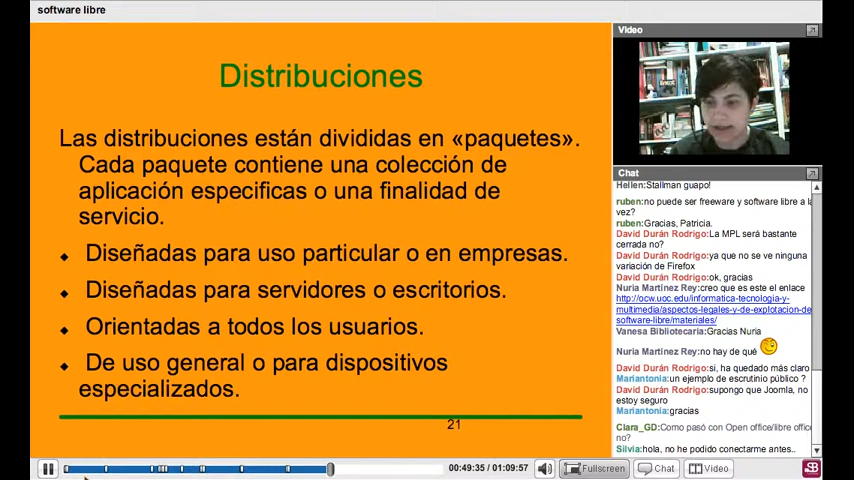 software libre
Distribuciones
Las distribuciones están divididas en «paquetes».
Cada paquete contiene una colección de
aplicación especificas o una finalidad de
servicio.
Diseñadas para uso particular o en empresas.
Diseñadas para servidores o escritorios.
Orientadas a todos los usuarios.
De uso general o para dispositivos
especializados.
21
00:49:35 / 01:09:57
Fullscreen
Chat
Video
SB
Video
Chat
Hellen:Stallman guapo!
ruben:no puede ser freeware y software libre a la
vez?
ruben:Gracias, Patricia.
David Durán Rodrigo:La MPL será bastante
cerrada no?
David Durán Rodrigo:ya que no se ve ninguna
variación de Firefox
David Durán Rodrigo:ok, gracias
Nuria Martínez Rey:creo que es este el enlace
http://ocw.uoc.edu/informatica-tecnologia-y-
multimedia/aspectos-legales-y-de-explotacion-de
software-libre/materiales/
Vanesa Bibliotecaria:Gracias Nuria
Nuria Martínez Rey:no hay de qué
David Durán Rodrigo:sí, ha quedado más claro
Mariantonia:un ejemplo de escrutinio público ?
David Durán Rodrigo:supongo que Joomla, no
estoy seguro
Mariantonia:gracias
Clara_GD:Como pasó con Open office/libre offic
no?
Silvia:hola, no he podido conectarme antes..